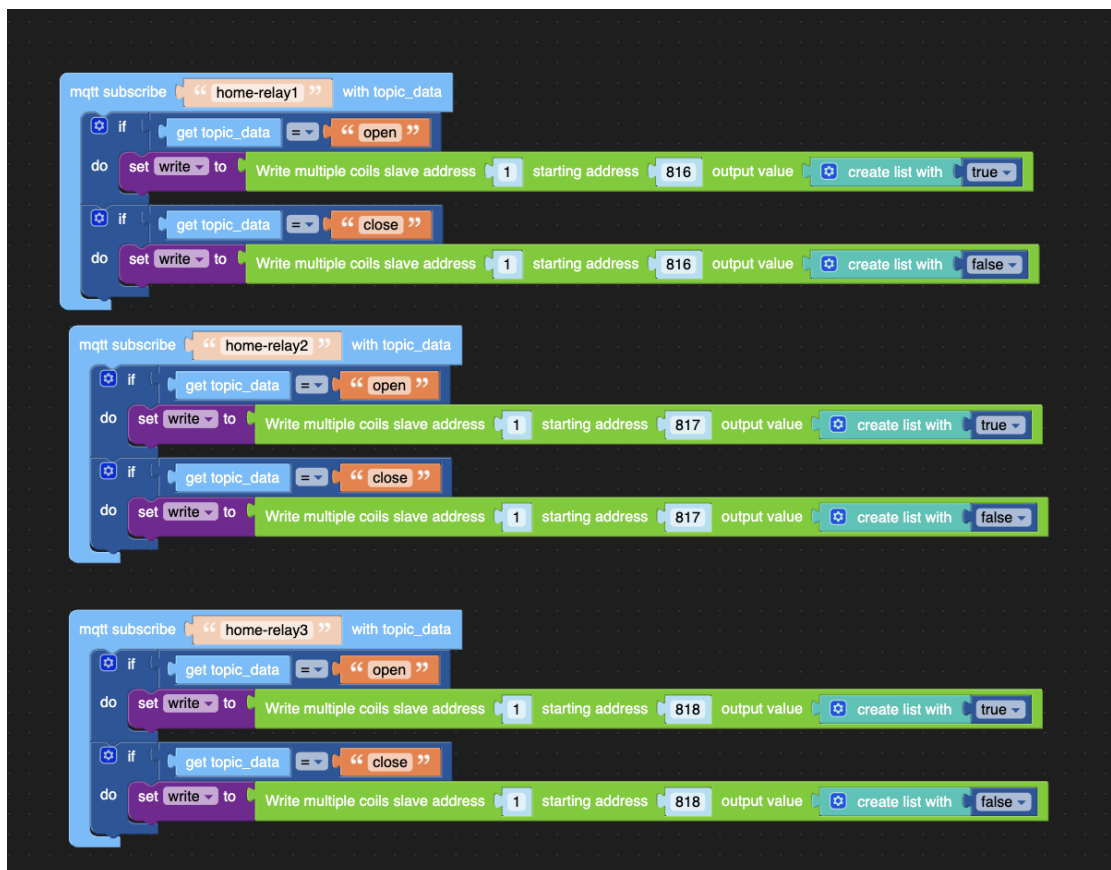 mqtt subscribe “ home-relay1 ” with topic_data
if get topic_data = “ open ”
do set write to Write multiple coils slave address 1 starting address 816 output value create list with true
if get topic_data = “ close ”
do set write to Write multiple coils slave address 1 starting address 816 output value create list with false
mqtt subscribe “ home-relay2 ” with topic_data
if get topic_data = “ open ”
do set write to Write multiple coils slave address 1 starting address 817 output value create list with true
if get topic_data = “ close ”
do set write to Write multiple coils slave address 1 starting address 817 output value create list with false
mqtt subscribe “ home-relay3 ” with topic_data
if get topic_data = “ open ”
do set write to Write multiple coils slave address 1 starting address 818 output value create list with true
if get topic_data = “ close ”
do set write to Write multiple coils slave address 1 starting address 818 output value create list with false